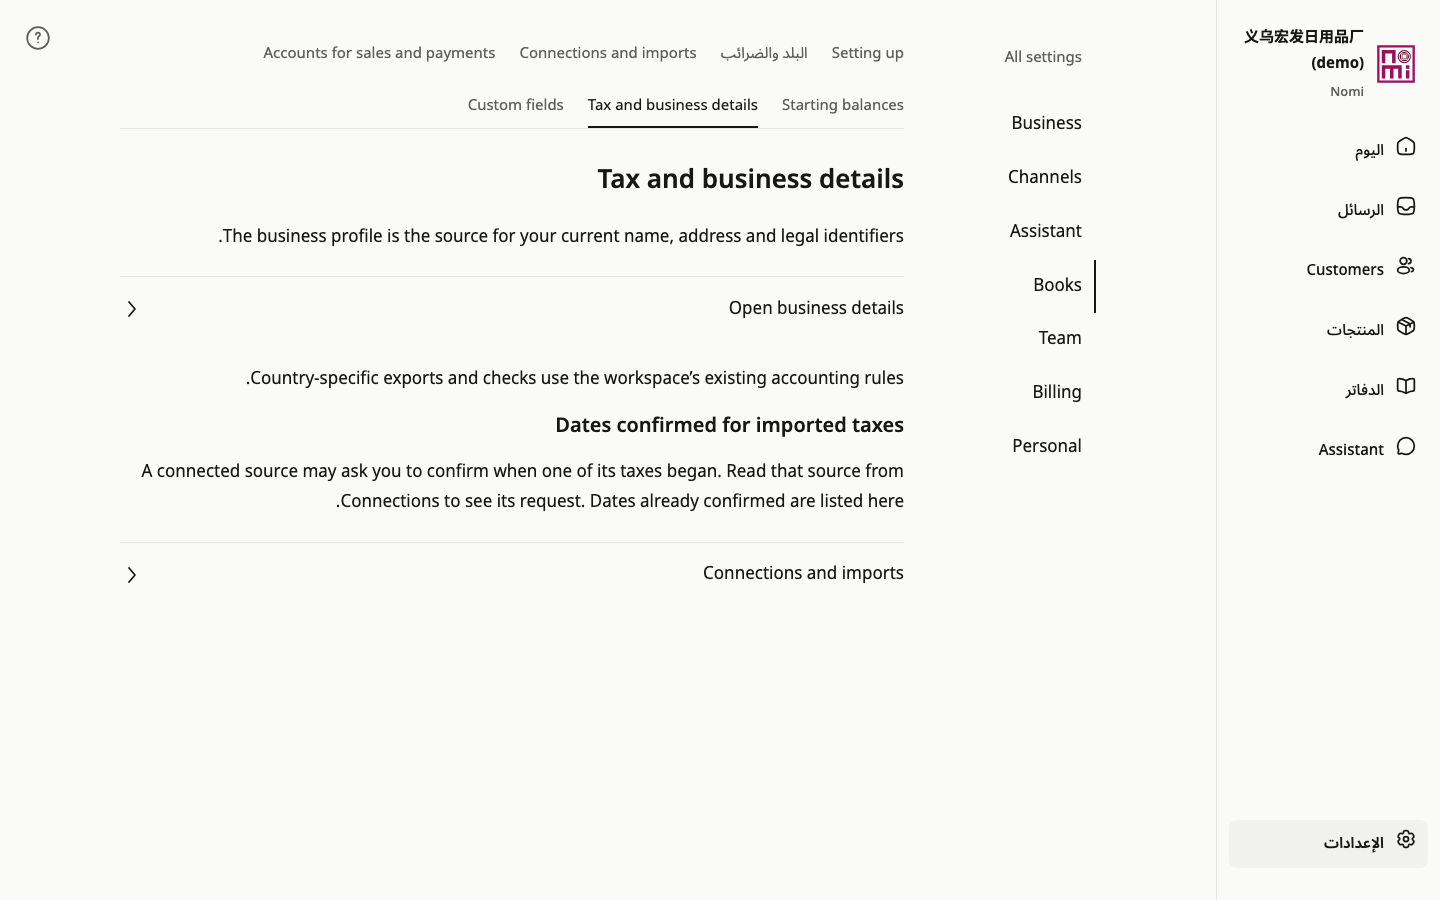 义乌宏发日用品厂
(demo)
Nomi
اليوم
الرسائل
Customers
المنتجات
الدفاتر
Assistant
الإعدادات
All settings
Business
Channels
Assistant
Books
Team
Billing
Personal
Setting up
البلد والضرائب
Connections and imports
Accounts for sales and payments
Starting balances
Tax and business details
Custom fields
Tax and business details
The business profile is the source for your current name, address and legal identifiers.
Open business details
Country-specific exports and checks use the workspace’s existing accounting rules.
Dates confirmed for imported taxes
A connected source may ask you to confirm when one of its taxes began. Read that source from
Connections to see its request. Dates already confirmed are listed here.
Connections and imports